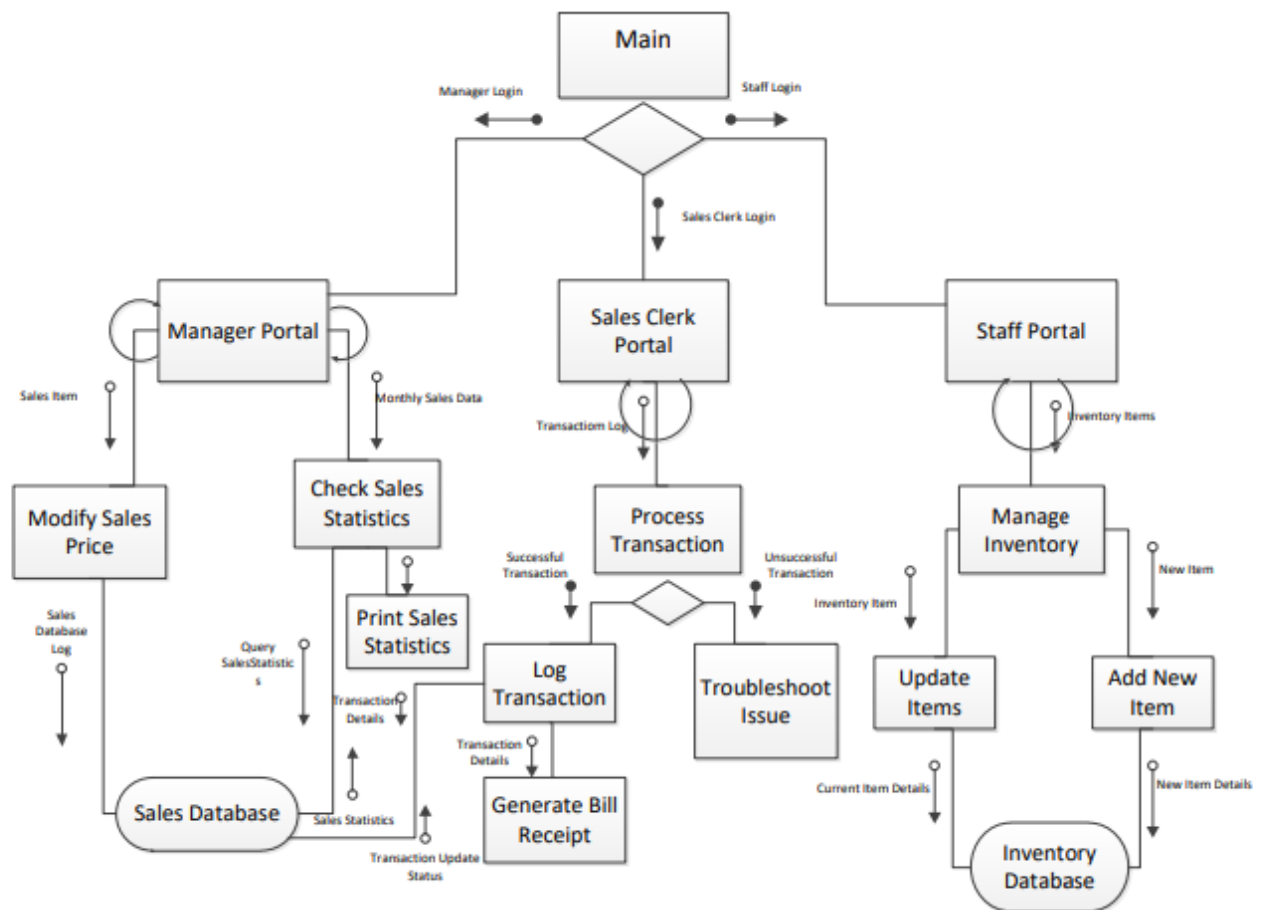 Main
Manager Login
Staff Login
Sales Clerk Login
Manager Portal
Sales Clerk
Portal
Staff Portal
Sales Item
Monthly Sales Data
Transactiom Log
Inventory Items
Modify Sales
Price
Check Sales
Statistics
Process
Transaction
Manage
Inventory
Successful
Transaction
Unsuccessful
Transaction
Inventory Item
New Item
Print Sales
Statistics
Sales
Database
Log
Query
SalesStatistic
s
Log
Transaction
Troubleshoot
Issue
Update
Items
Add New
Item
Transaction
Details
Transaction
Details
Current Item Details
New Item Details
Sales Database
Sales Statistics
Generate Bill
Receipt
Transaction Update
Status
Inventory
Database